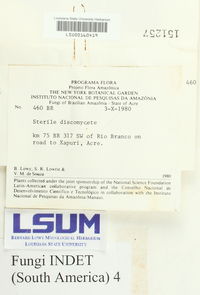 Louisiana State University
151257
PROGRAMA FLORA
Projeto Flora Amazônica
THE NEW YORK BOTANICAL GARDEN
INSTITUTO NACIONAL DE PESQUISAS DA AMAZÔNIA
Fungi of Brazilian Amazonia - State of Acre
No. 460 BR 3-X-1980
460
Sterile discomycete
km 75 BR 317 SW of Rio Branco on
road to Xapuri, Acre.
B. Lowy, S. R. Lowrie &
V. M. de Souza 1980
Plants collected under the joint sponsorship of the National Science Foundation
Latin-American collaborative program and the Conselho Nacional de
Desenvolvimento Científico e Tecnológico in collaboration with the Instituto
Nacional de Pesquisas da Amazônia-Manaus.
LSUM
BERNARD LOWY MYCOLOGICAL HERBARIUM
LOUISIANA STATE UNIVERSITY
Fungi INDET
(South America) 4